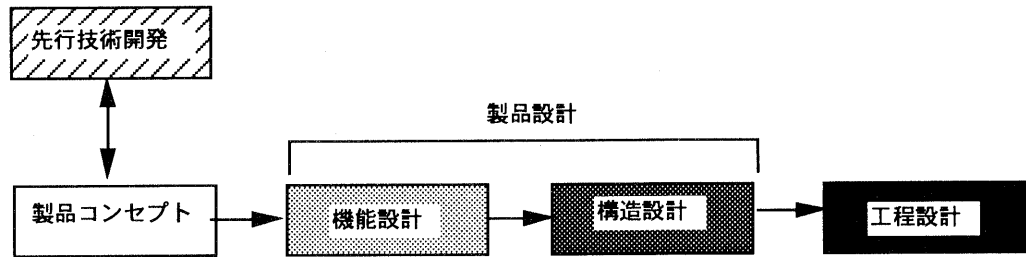 先行技術開発
製品設計
製品コンセプト
機能設計
構造設計
工程設計